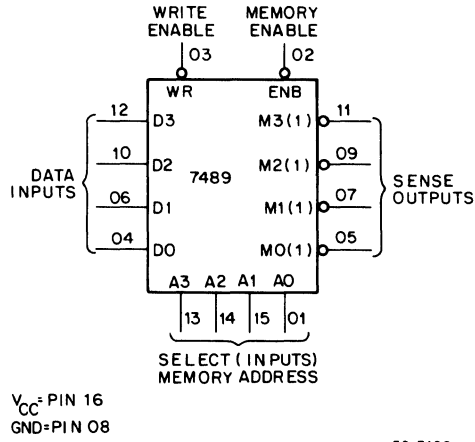 WRITE ENABLE
MEMORY ENABLE
03
02
WR
ENB
12 D3
M3(1) 11
10 D2
M2(1) 09
7489
DATA INPUTS
SENSE OUTPUTS
06 D1
M1(1) 07
04 D0
M0(1) 05
A3 A2 A1 A0
13 14 15 01
SELECT (INPUTS)
MEMORY ADDRESS
VCC= PIN 16
GND=PIN 08